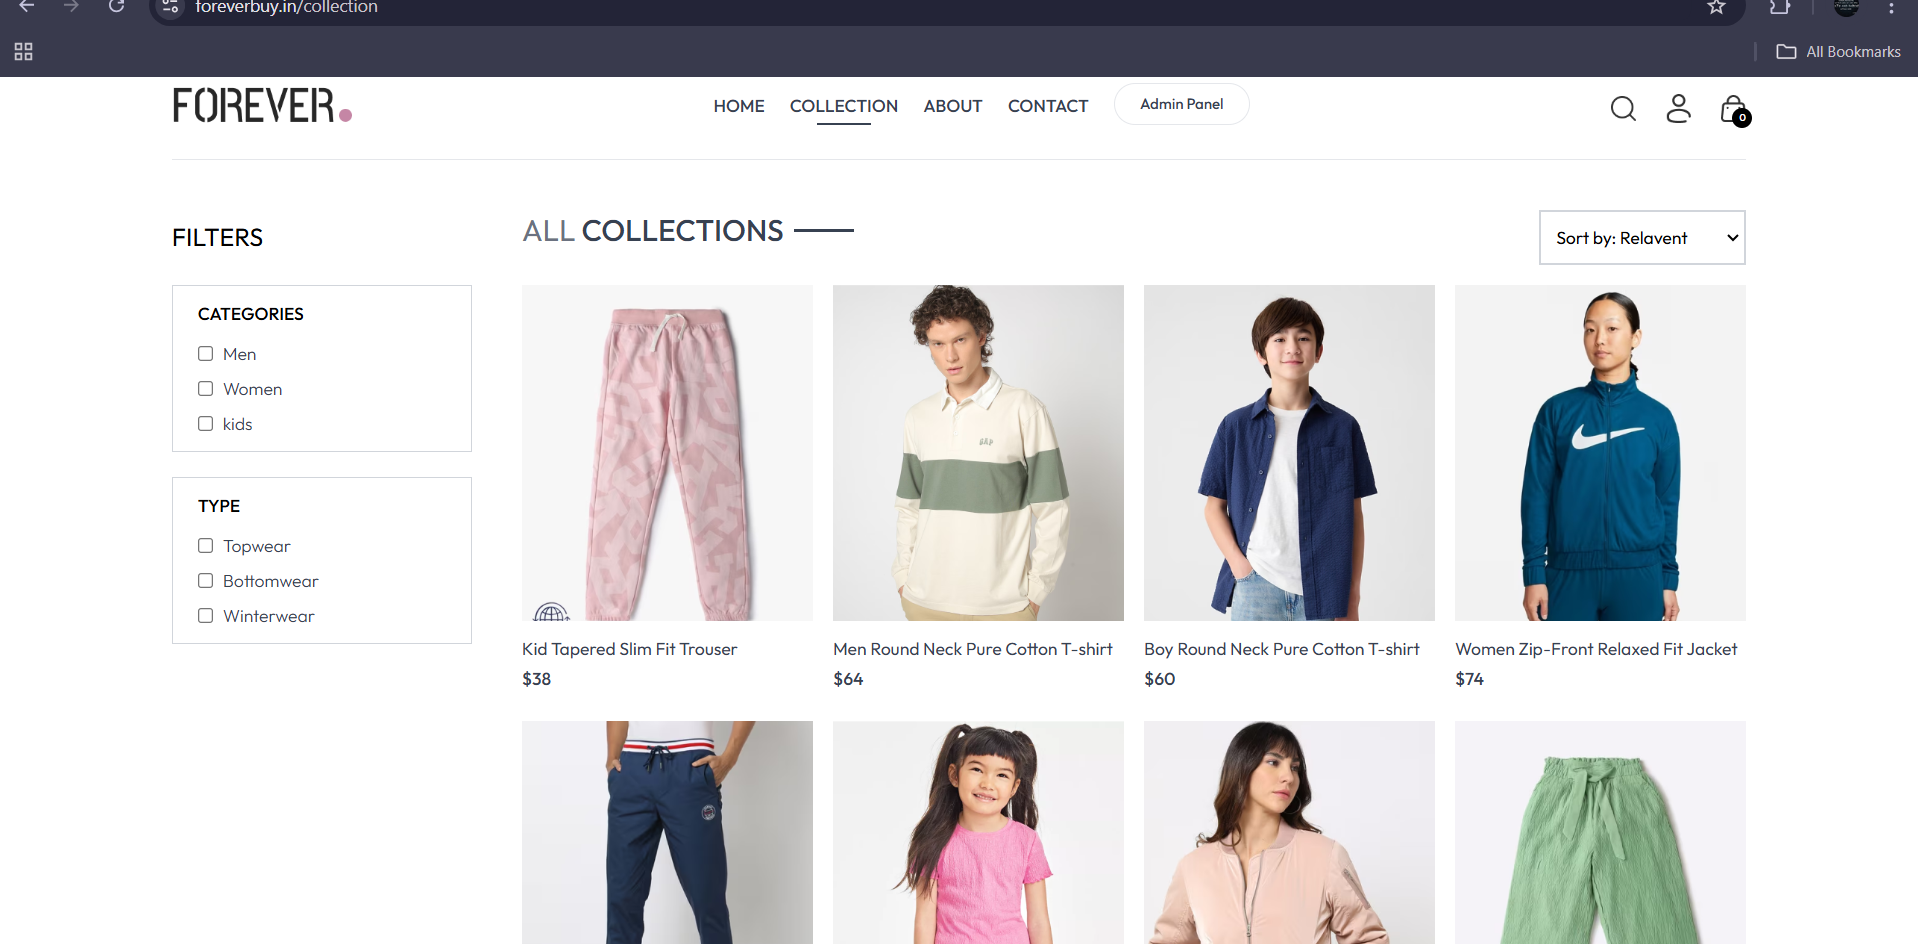 foreverbuy.in/collection
All Bookmarks
FOREVER.
HOME
COLLECTION
ABOUT
CONTACT
Admin Panel
0
FILTERS
ALL COLLECTIONS
Sort by: Relavent
CATEGORIES
Men
Women
kids
TYPE
Topwear
Bottomwear
Winterwear
GAP
Kid Tapered Slim Fit Trouser
$38
Men Round Neck Pure Cotton T-shirt
$64
Boy Round Neck Pure Cotton T-shirt
$60
Women Zip-Front Relaxed Fit Jacket
$74